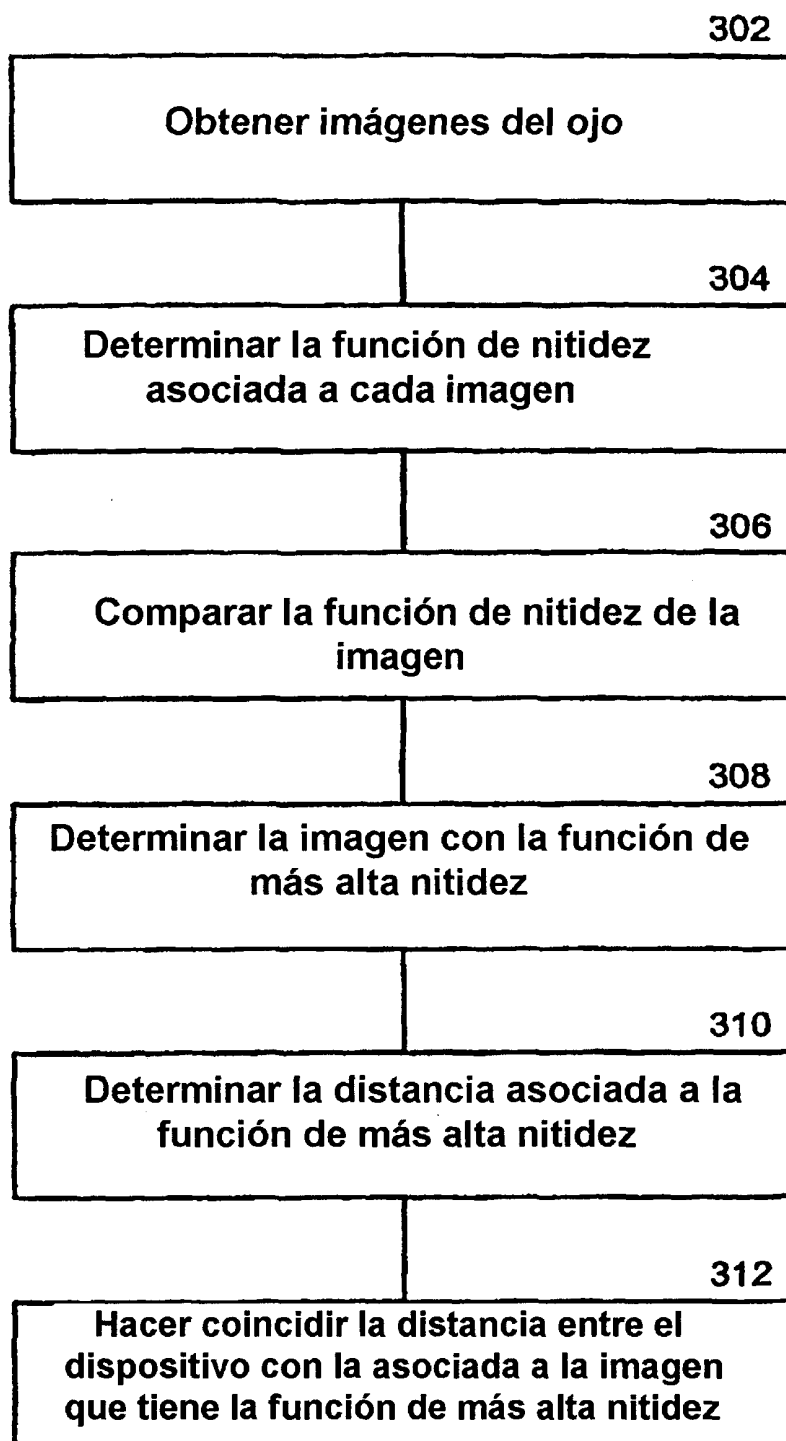 302
Obtener imágenes del ojo
304
Determinar la función de nitidez
asociada a cada imagen
306
Comparar la función de nitidez de la
imagen
308
Determinar la imagen con la función de
más alta nitidez
310
Determinar la distancia asociada a la
función de más alta nitidez
312
Hacer coincidir la distancia entre el
dispositivo con la asociada a la imagen
que tiene la función de más alta nitidez